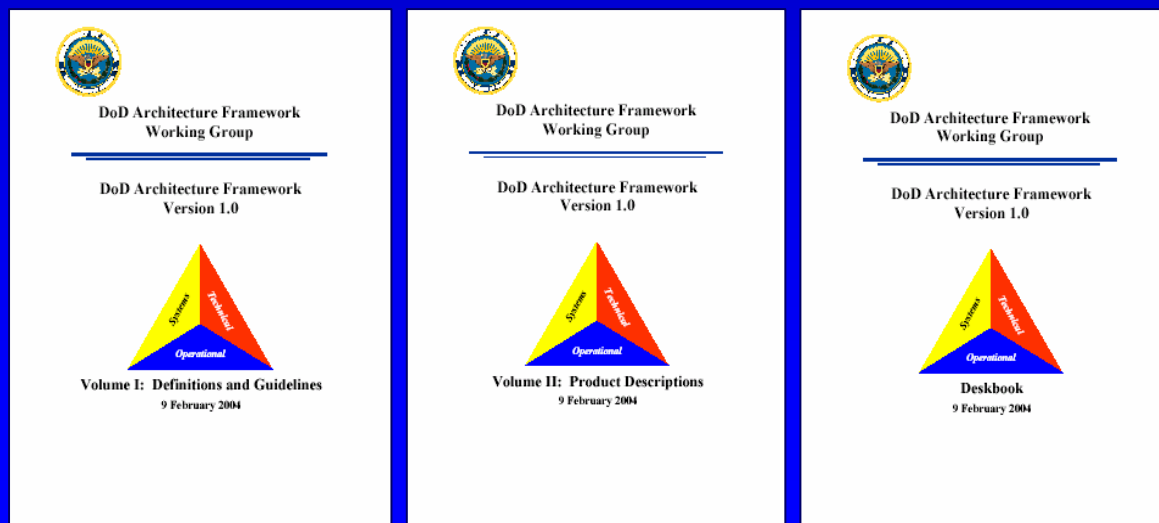 DoD Architecture Framework
Working Group
DoD Architecture Framework
Version 1.0
Systems
Technical
Operational
Volume I: Definitions and Guidelines
9 February 2004
DoD Architecture Framework
Working Group
DoD Architecture Framework
Version 1.0
Systems
Technical
Operational
Volume II: Product Descriptions
9 February 2004
DoD Architecture Framework
Working Group
DoD Architecture Framework
Version 1.0
Systems
Technical
Operational
Deskbook
9 February 2004